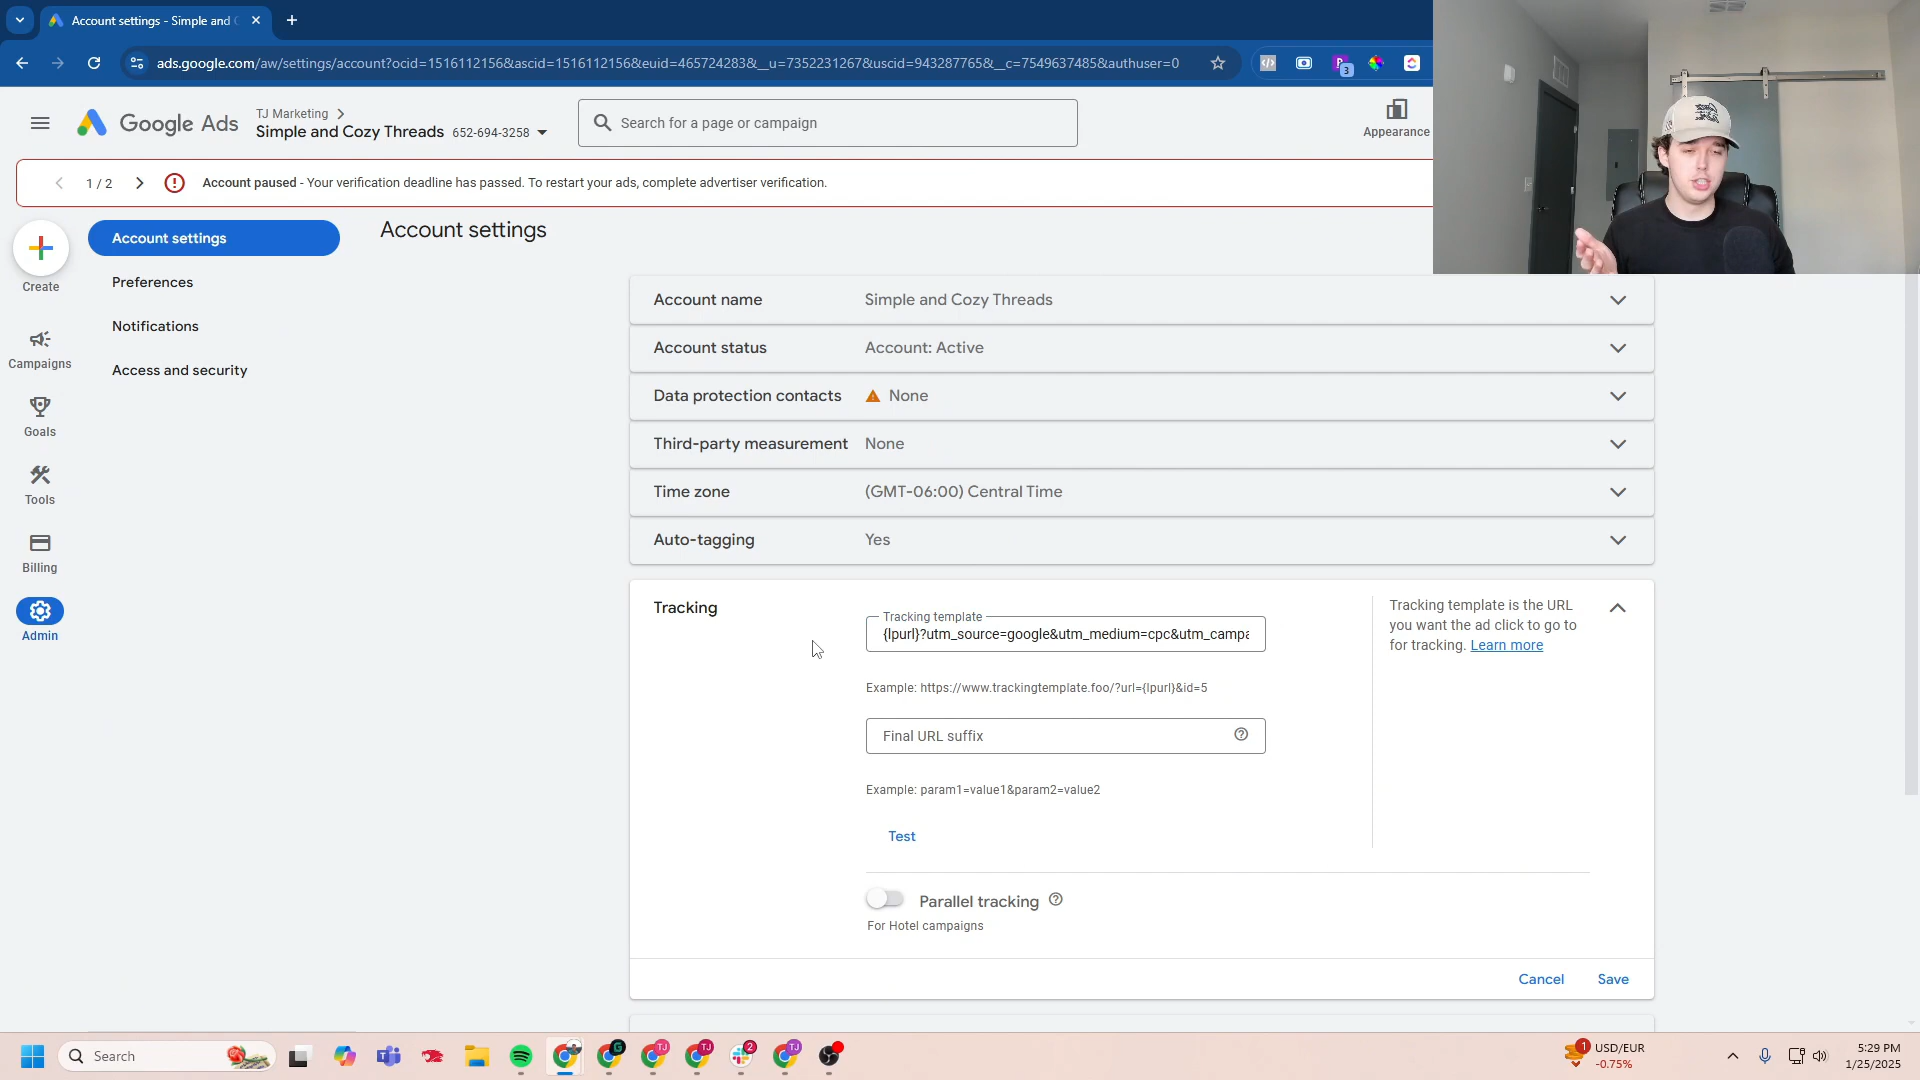 Account settings - Simple and C
ads.google.com/aw/settings/account?ocid=1516112156&ascid=1516112156&euid=465724283&__u=7352231267&uscid=943287765&__c=7549637485&authuser=0
3
Google Ads
TJ Marketing
Simple and Cozy Threads 652-694-3258
Search for a page or campaign
Appearance
1 / 2
Account paused - Your verification deadline has passed. To restart your ads, complete advertiser verification.
Create
Campaigns
Goals
Tools
Billing
Admin
Account settings
Preferences
Notifications
Access and security
Account settings
Account name Simple and Cozy Threads
Account status Account: Active
Data protection contacts None
Third-party measurement None
Time zone (GMT-06:00) Central Time
Auto-tagging Yes
Tracking
Tracking template
{lpurl}?utm_source=google&utm_medium=cpc&utm_campa
Example: https://www.trackingtemplate.foo/?url={lpurl}&id=5
Final URL suffix
Example: param1=value1&param2=value2
Test
Parallel tracking
For Hotel campaigns
Tracking template is the URL
you want the ad click to go to
for tracking. Learn more
Cancel Save
Search
TJ
TJ
2
TJ
1
USD/EUR
-0.75%
5:29 PM
1/25/2025